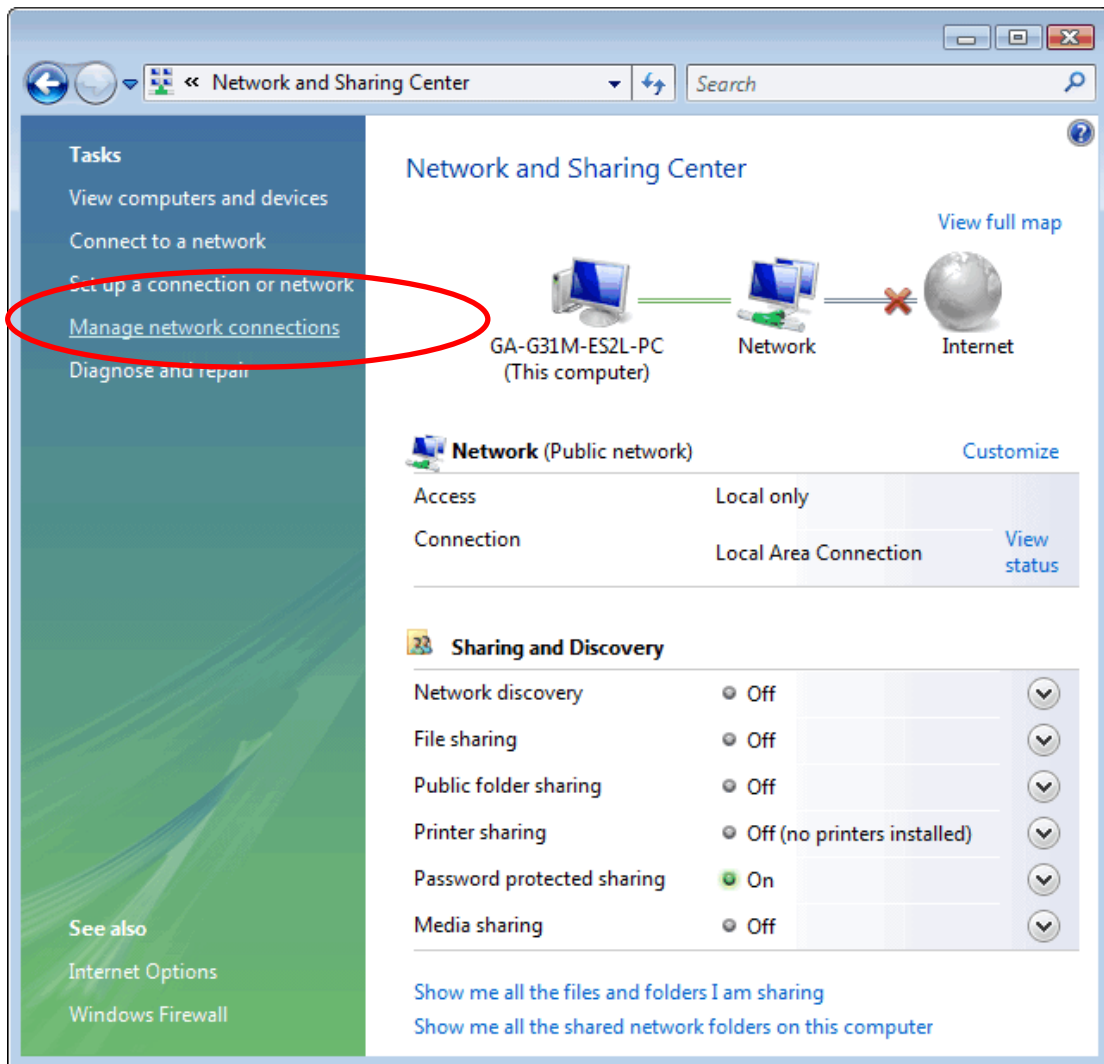 « Network and Sharing Center
Search
Tasks
View computers and devices
Connect to a network
Set up a connection or network
Manage network connections
Diagnose and repair
See also
Internet Options
Windows Firewall
Network and Sharing Center
View full map
GA-G31M-ES2L-PC
(This computer)
Network
Internet
Network (Public network)
Customize
Access
Local only
Connection
Local Area Connection
View
status
Sharing and Discovery
Network discovery
Off
File sharing
Off
Public folder sharing
Off
Printer sharing
Off (no printers installed)
Password protected sharing
On
Media sharing
Off
Show me all the files and folders I am sharing
Show me all the shared network folders on this computer